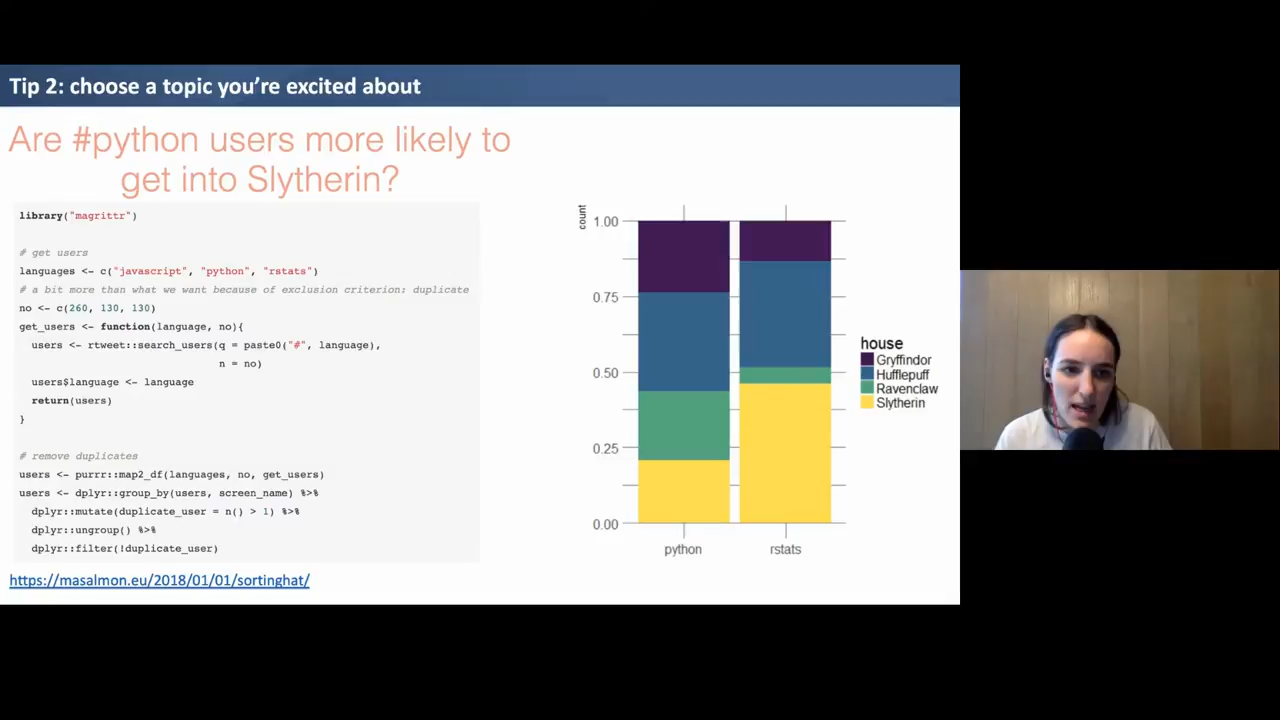 Tip 2: choose a topic you're excited about
Are #python users more likely to
get into Slytherin?
library("magrittr")
# get users
languages <- c("javascript", "python", "rstats")
# a bit more than what we want because of exclusion criterion: duplicate
no <- c(260, 130, 130)
get_users <- function(language, no){
users <- rtweet::search_users(q = paste0("#", language),
n = no)
users$language <- language
return(users)
}
# remove duplicates
users <- purrr::map2_df(languages, no, get_users)
users <- dplyr::group_by(users, screen_name) %>%
dplyr::mutate(duplicate_user = n() > 1) %>%
dplyr::ungroup() %>%
dplyr::filter(!duplicate_user)
https://masalmon.eu/2018/01/01/sortinghat/
count
1.00
0.75
0.50
0.25
0.00
python
rstats
house
Gryffindor
Hufflepuff
Ravenclaw
Slytherin